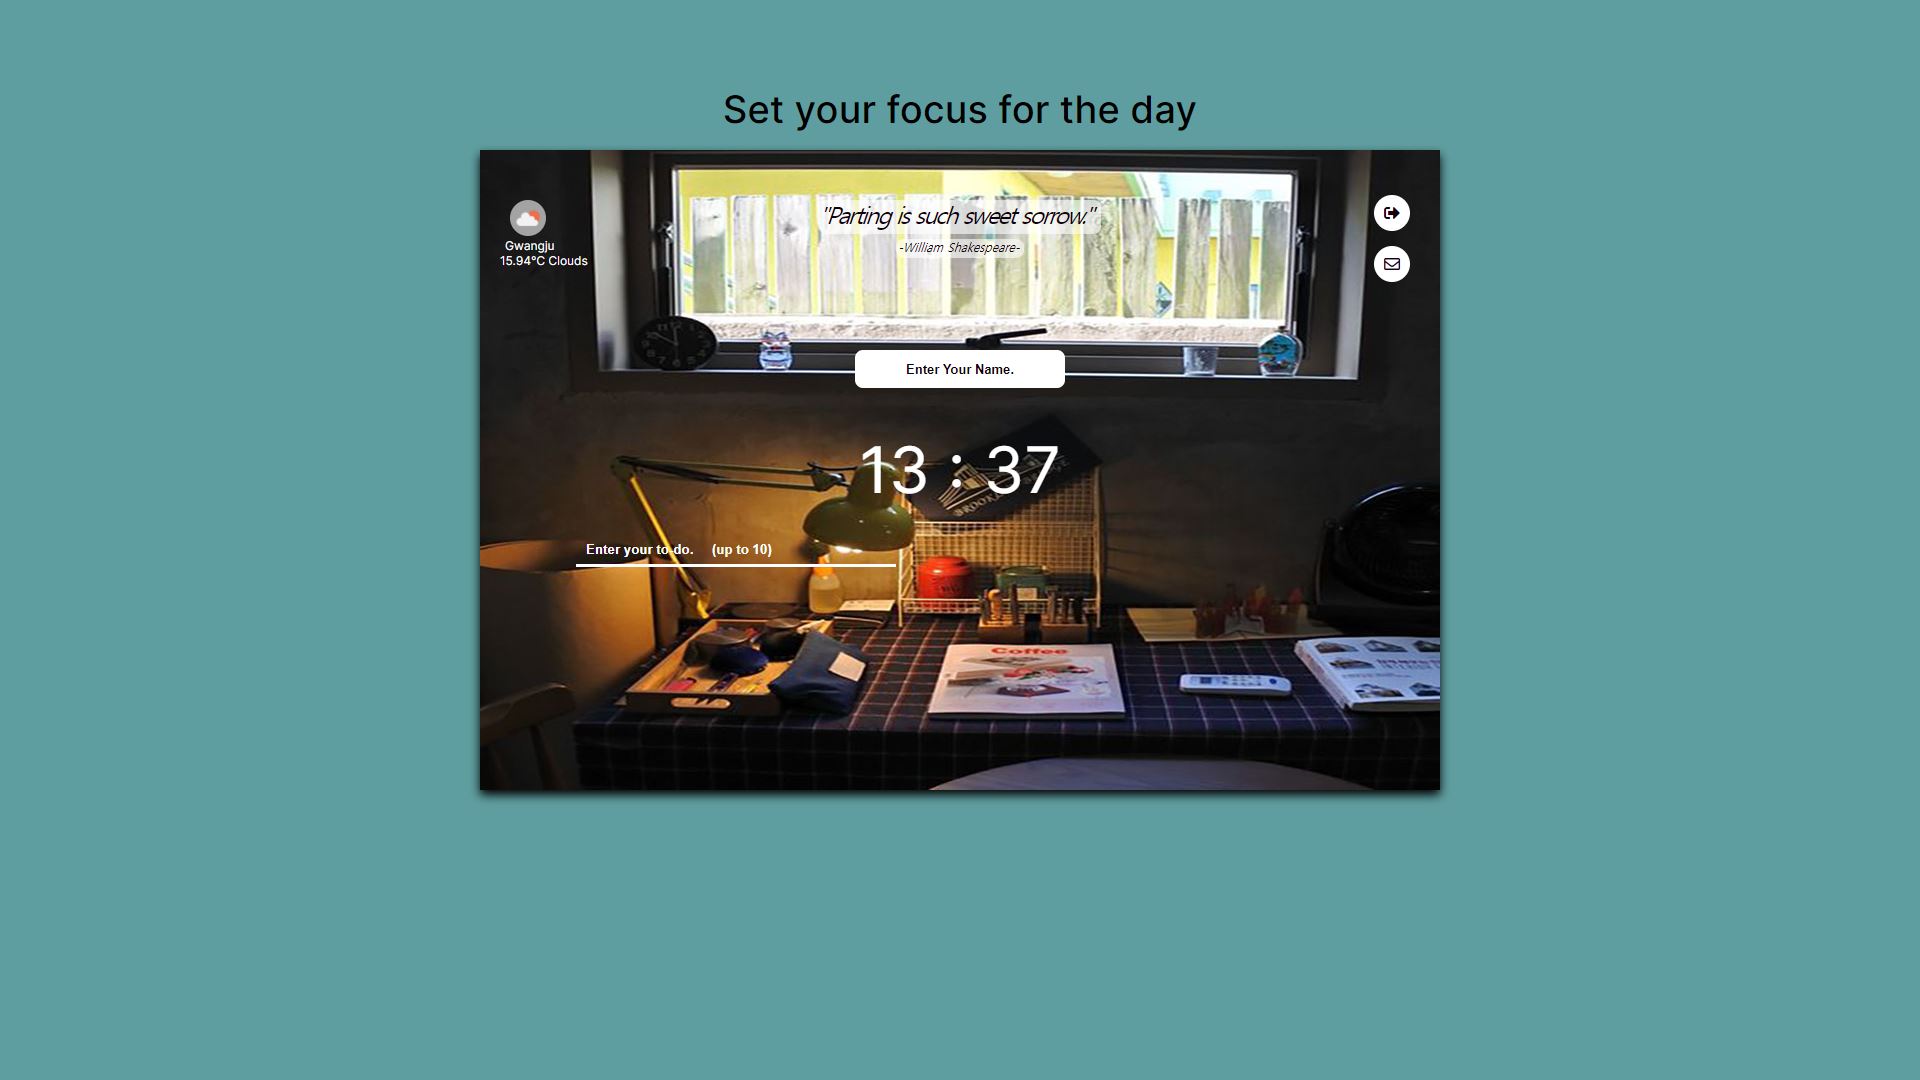 Set your focus for the day
"Parting is such sweet sorrow."
-William Shakespeare-
Gwangju
15.94°C Clouds
Enter Your Name.
13 : 37
Enter your to-do. (up to 10)
Coffee